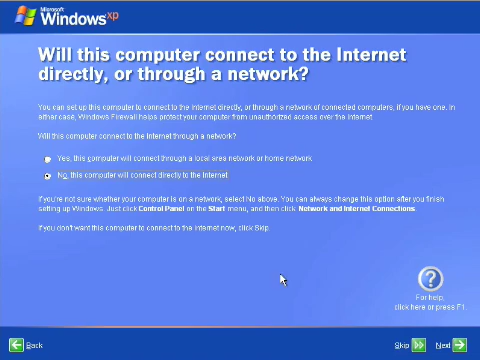 Microsoft
Windows xp
Will this computer connect to the Internet
directly, or through a network?
You can set up this computer to connect to the Internet directly, or through a network of connected computers, if you have one. In
either case, Windows Firewall helps protect your computer from unauthorized access over the Internet.
Will this computer connect to the Internet through a network?
Yes, this computer will connect through a local area network or home network
No, this computer will connect directly to the Internet
If you're not sure whether your computer is on a network, select No above. You can always change this option after you finish
setting up Windows. Just click Control Panel on the Start menu, and then click Network and Internet Connections.
If you don't want this computer to connect to the Internet now, click Skip.
?
For help,
click here or press F1.
Back
Skip
Next